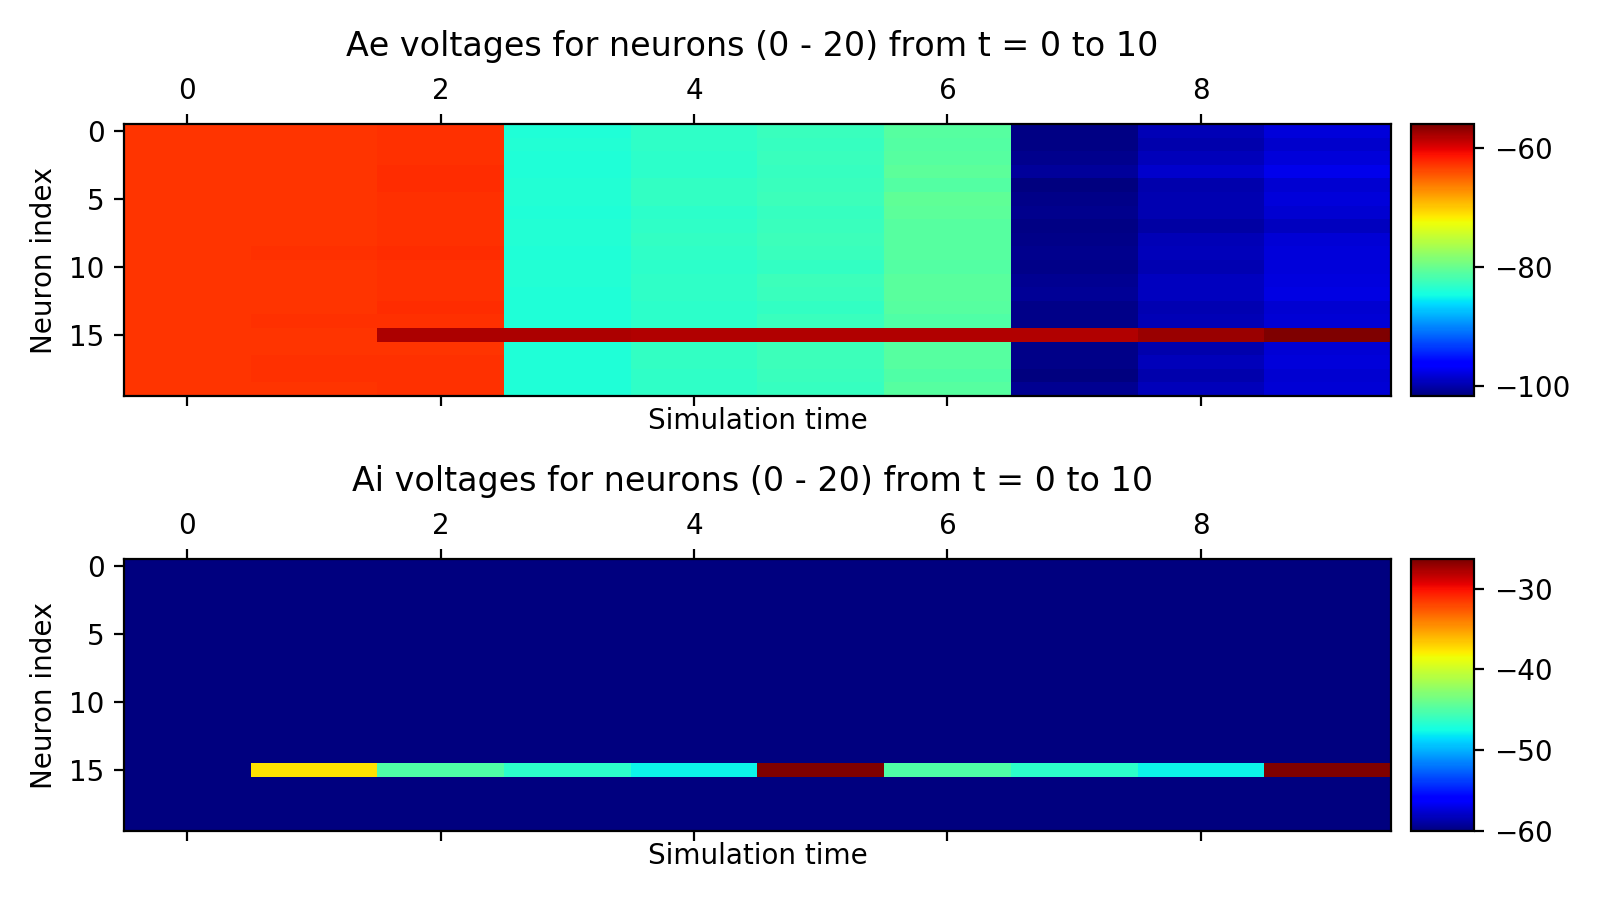 Ae voltages for neurons (0 - 20) from t = 0 to 10
0 2 4 6 8
Neuron index
0
5
10
15
−60
−80
−100
Simulation time
Ai voltages for neurons (0 - 20) from t = 0 to 10
0 2 4 6 8
Neuron index
0
5
10
15
−30
−40
−50
−60
Simulation time